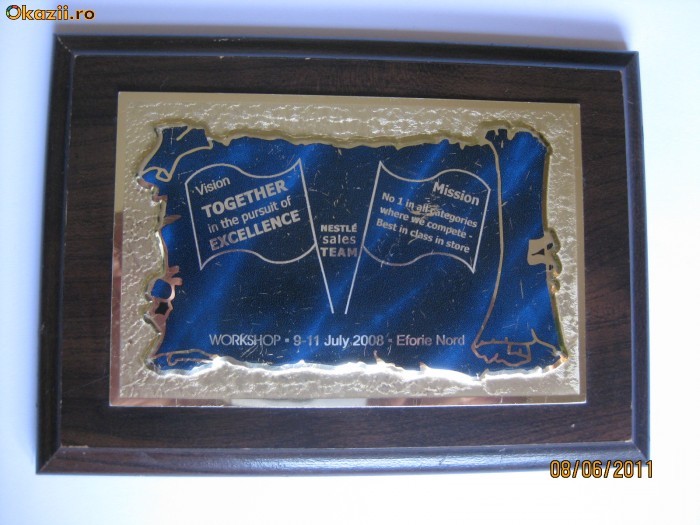 Okazii.ro
Vision
TOGETHER
in the pursuit of
EXCELLENCE
NESTLÉ
sales
TEAM
Mission
No 1 in all categories
where we compete -
Best in class in store
WORKSHOP • 9-11 July 2008 • Eforie Nord
08/06/2011